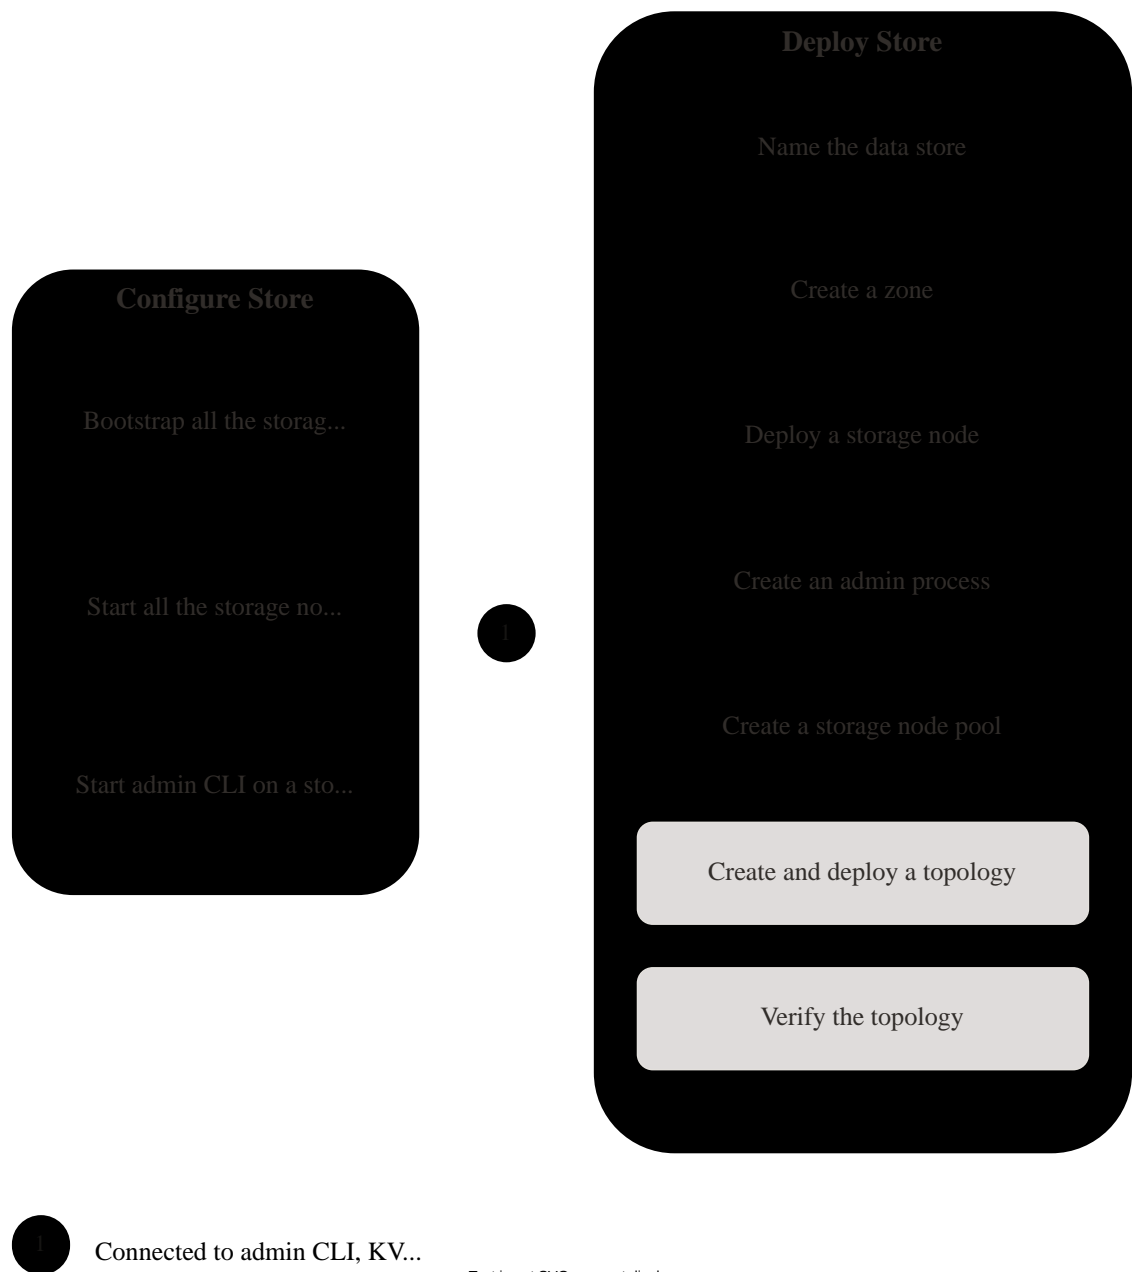 Deploy Store
Name the data store
Create a zone
Deploy a storage node
Create an admin process
Create a storage node pool
Create and deploy a topology
Verify the topology
Configure Store
Bootstrap all the storag...
Start all the storage no...
Start admin CLI on a sto...
1
1
Connected to admin CLI, KV...